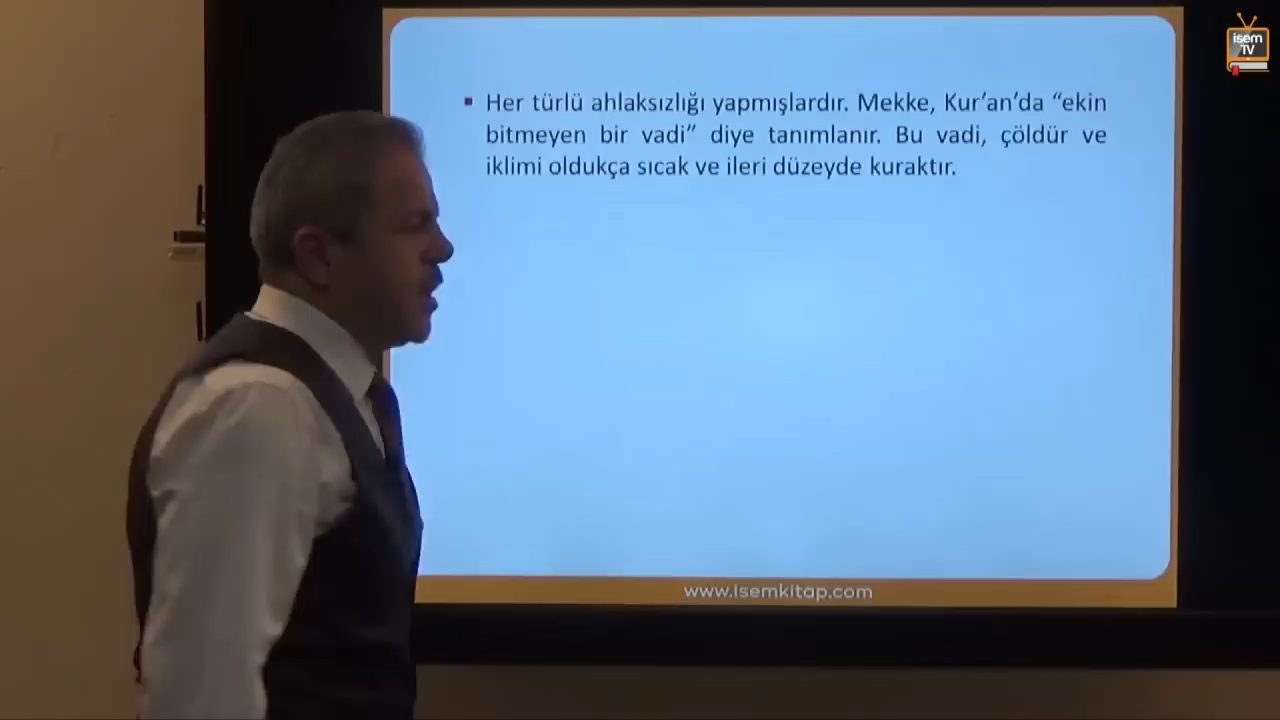 isem
TV
Her türlü ahlaksızlığı yapmışlardır. Mekke, Kur’an’da “ekin
bitmeyen bir vadi” diye tanımlanır. Bu vadi, çöldür ve
iklimi oldukça sıcak ve ileri düzeyde kuraktır.
www.isemkitap.com